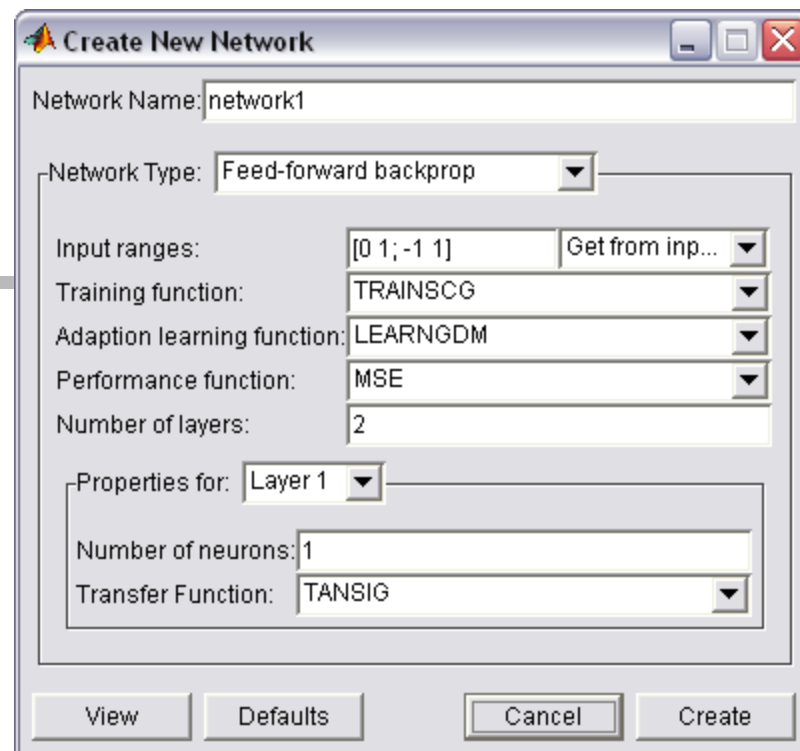 Create New Network
Network Name: network1
Network Type: Feed-forward backprop
Input ranges: [0 1; -1 1] Get from inp...
Training function: TRAINSCG
Adaption learning function: LEARNGDM
Performance function: MSE
Number of layers: 2
Properties for: Layer 1
Number of neurons: 1
Transfer Function: TANSIG
View Defaults Cancel Create